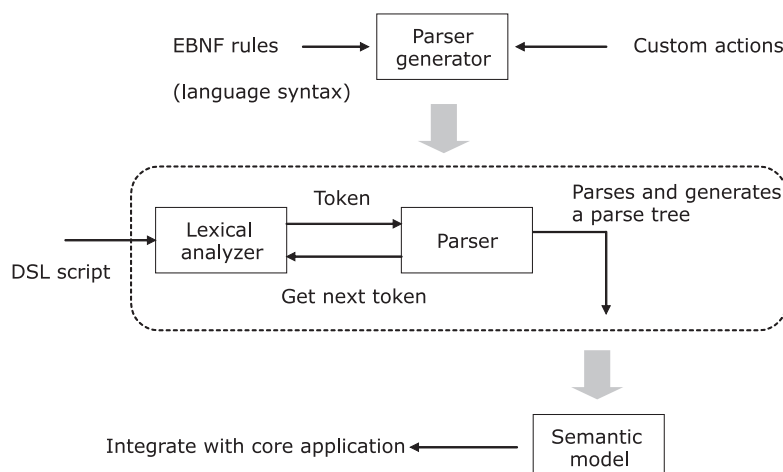 EBNF rules
(language syntax)
Parser
generator
Custom actions
Token
Parses and generates
a parse tree
Lexical
analyzer
Parser
DSL script
Get next token
Integrate with core application
Semantic
model